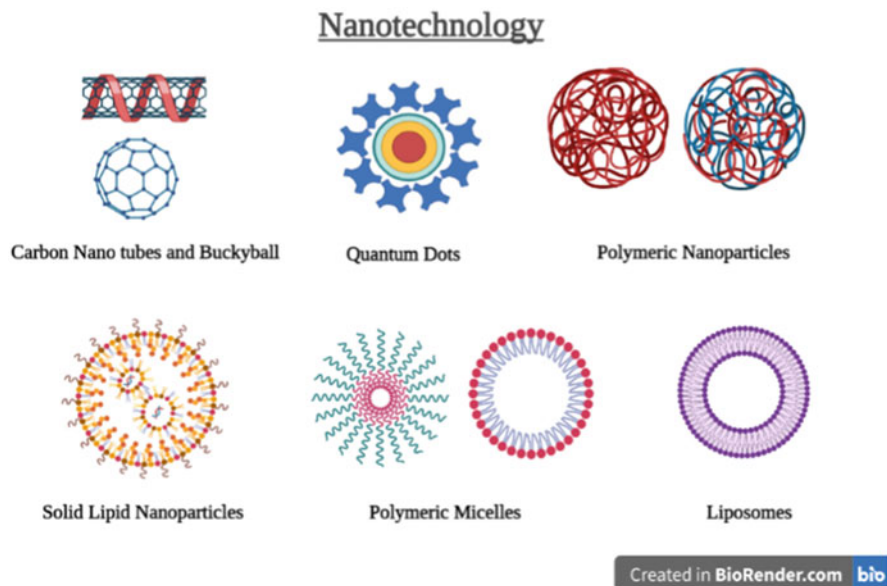 Nanotechnology
Carbon Nano tubes and Buckyball
Quantum Dots
Polymeric Nanoparticles
Solid Lipid Nanoparticles
Polymeric Micelles
Liposomes
Created in BioRender.com bio